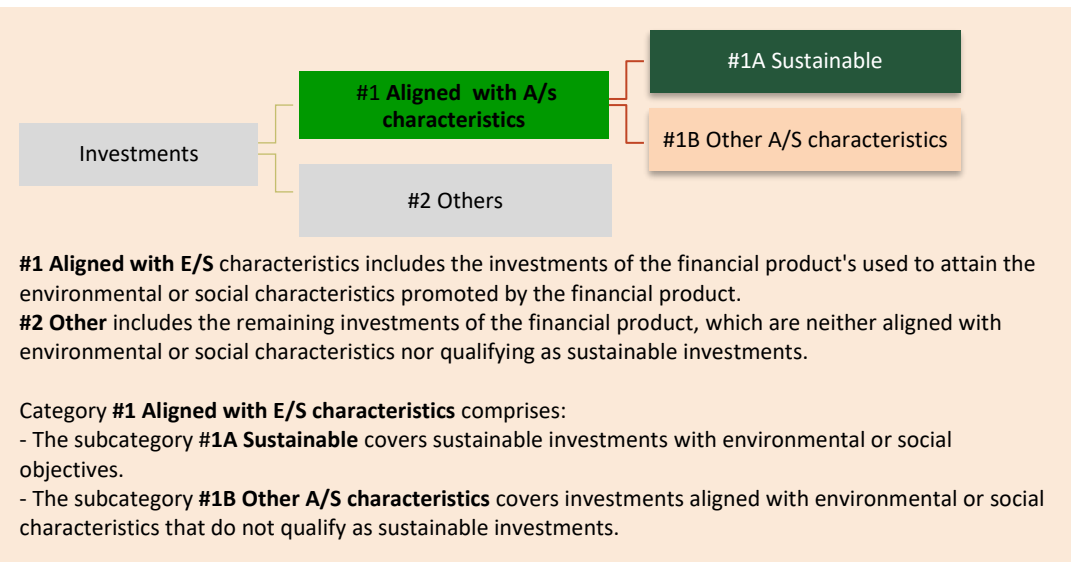 #1A Sustainable
#1 Aligned with A/s
characteristics
#1B Other A/S characteristics
Investments
#2 Others
#1 Aligned with E/S characteristics includes the investments of the financial product's used to attain the
environmental or social characteristics promoted by the financial product.
#2 Other includes the remaining investments of the financial product, which are neither aligned with
environmental or social characteristics nor qualifying as sustainable investments.
Category #1 Aligned with E/S characteristics comprises:
- The subcategory #1A Sustainable covers sustainable investments with environmental or social
objectives.
- The subcategory #1B Other A/S characteristics covers investments aligned with environmental or social
characteristics that do not qualify as sustainable investments.